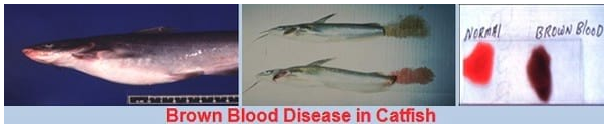 NORMAL
BROWN BLOOD
Brown Blood Disease in Catfish